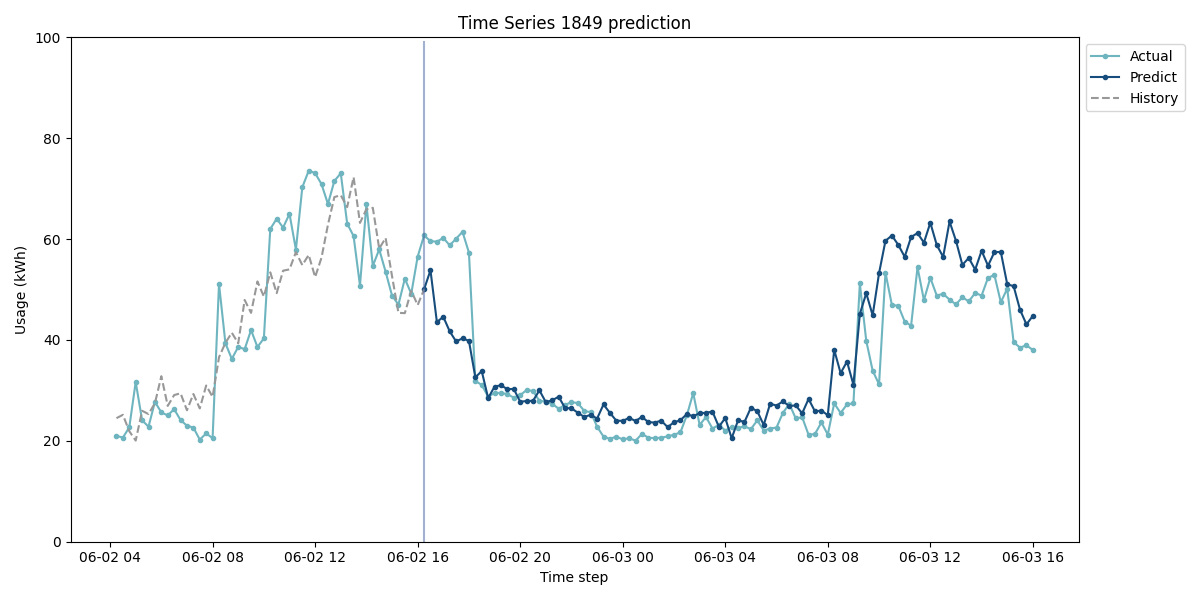 Time Series 1849 prediction
Usage (kWh)
100
80
60
40
20
0
06-02 04
06-02 08
06-02 12
06-02 16
06-02 20
06-03 00
06-03 04
06-03 08
06-03 12
06-03 16
Time step
Actual
Predict
History